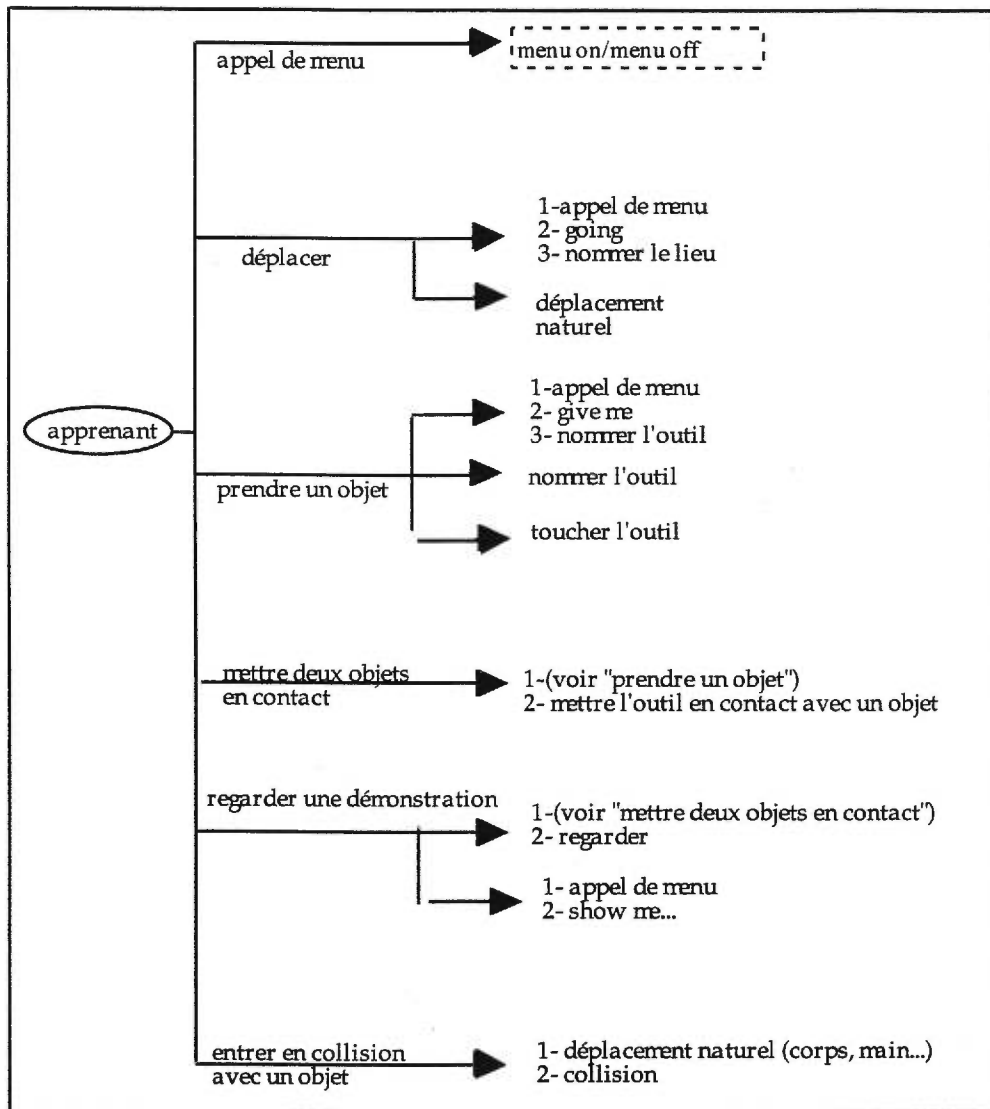 appel de menu
menu on/menu off
déplacer
1-appel de menu
2- going
3- nommer le lieu
déplacement
naturel
apprenant
prendre un objet
1-appel de menu
2- give me
3- nommer l'outil
nommer l'outil
toucher l'outil
mettre deux objets
en contact
1-(voir "prendre un objet")
2- mettre l'outil en contact avec un objet
regarder une démonstration
1-(voir "mettre deux objets en contact")
2- regarder
1- appel de menu
2- show me...
entrer en collision
avec un objet
1- déplacement naturel (corps, main...)
2- collision